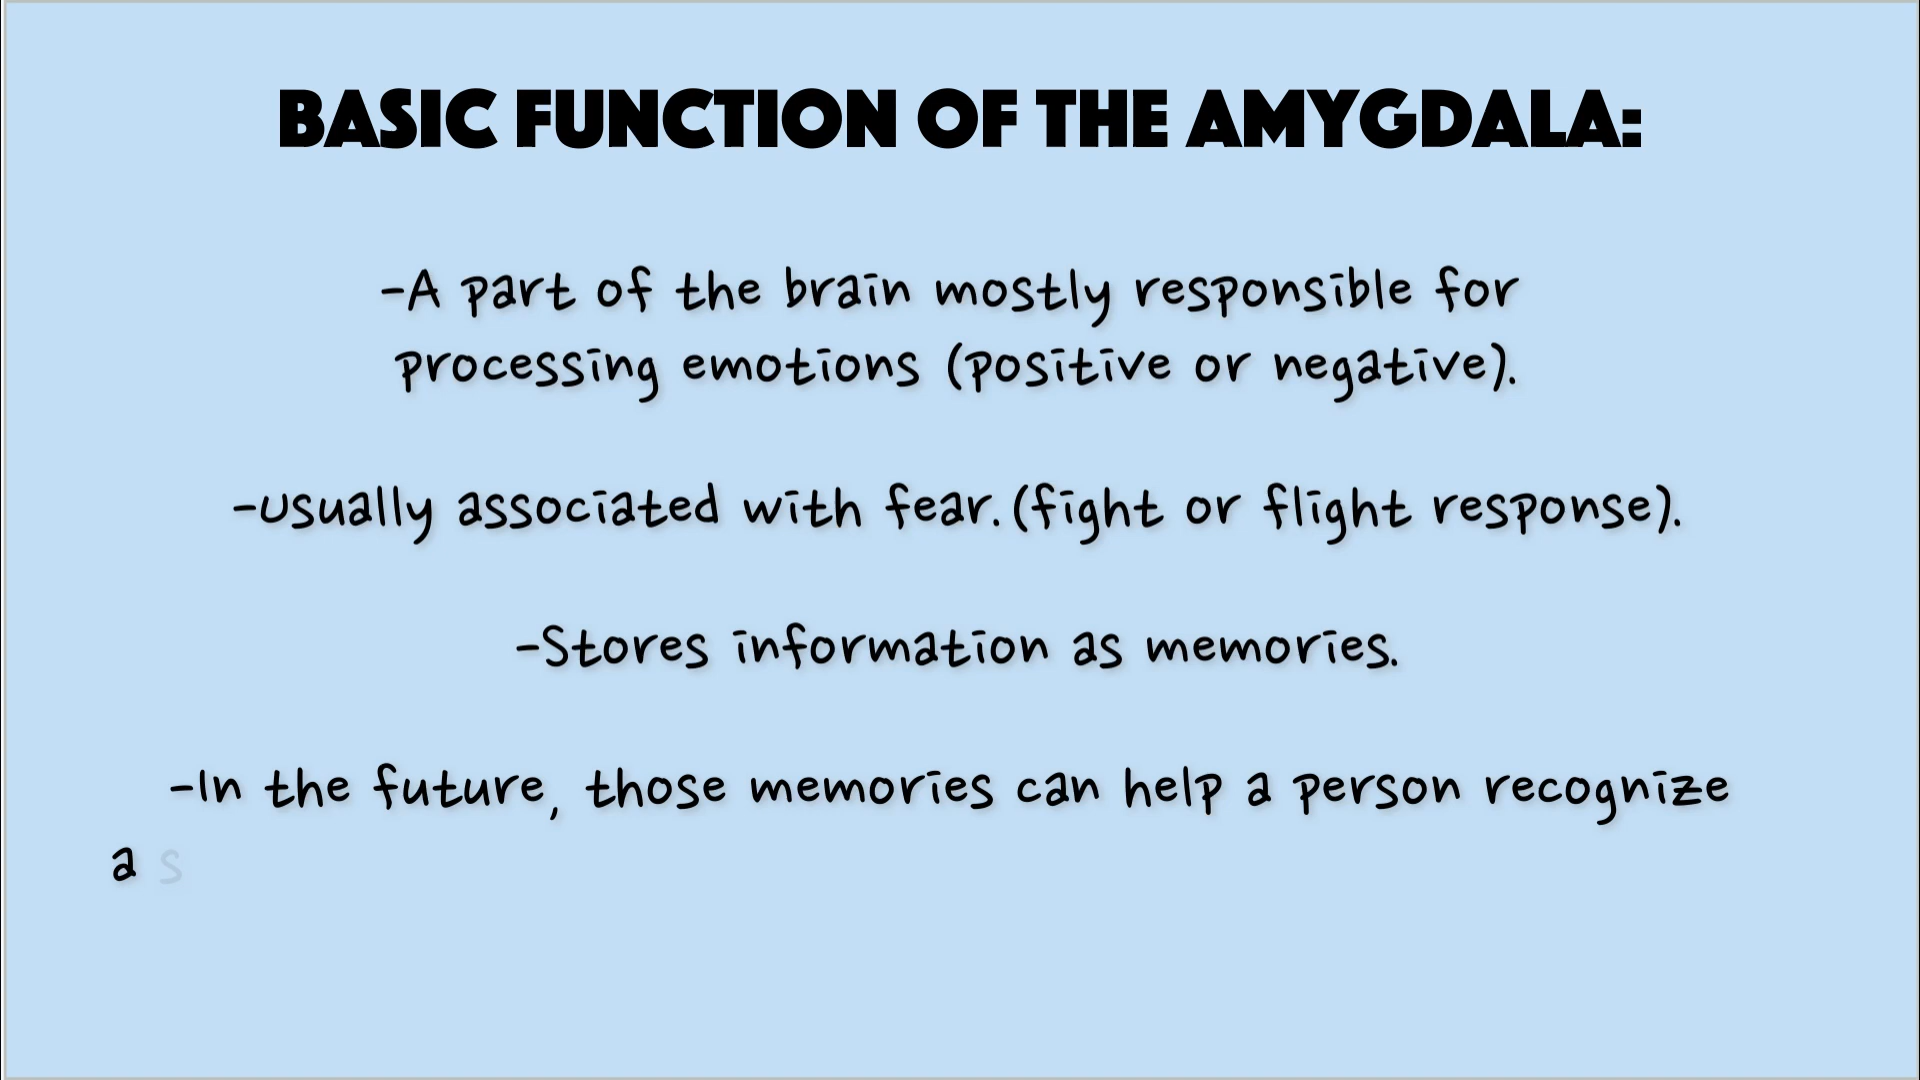 BASIC FUNCTION OF THE AMYGDALA:
-A part of the brain mostly responsible for
processing emotions (positive or negative).
-usually associated with fear. (fight or flight response).
-Stores information as memories.
-In the future, those memories can help a person recognize
a s